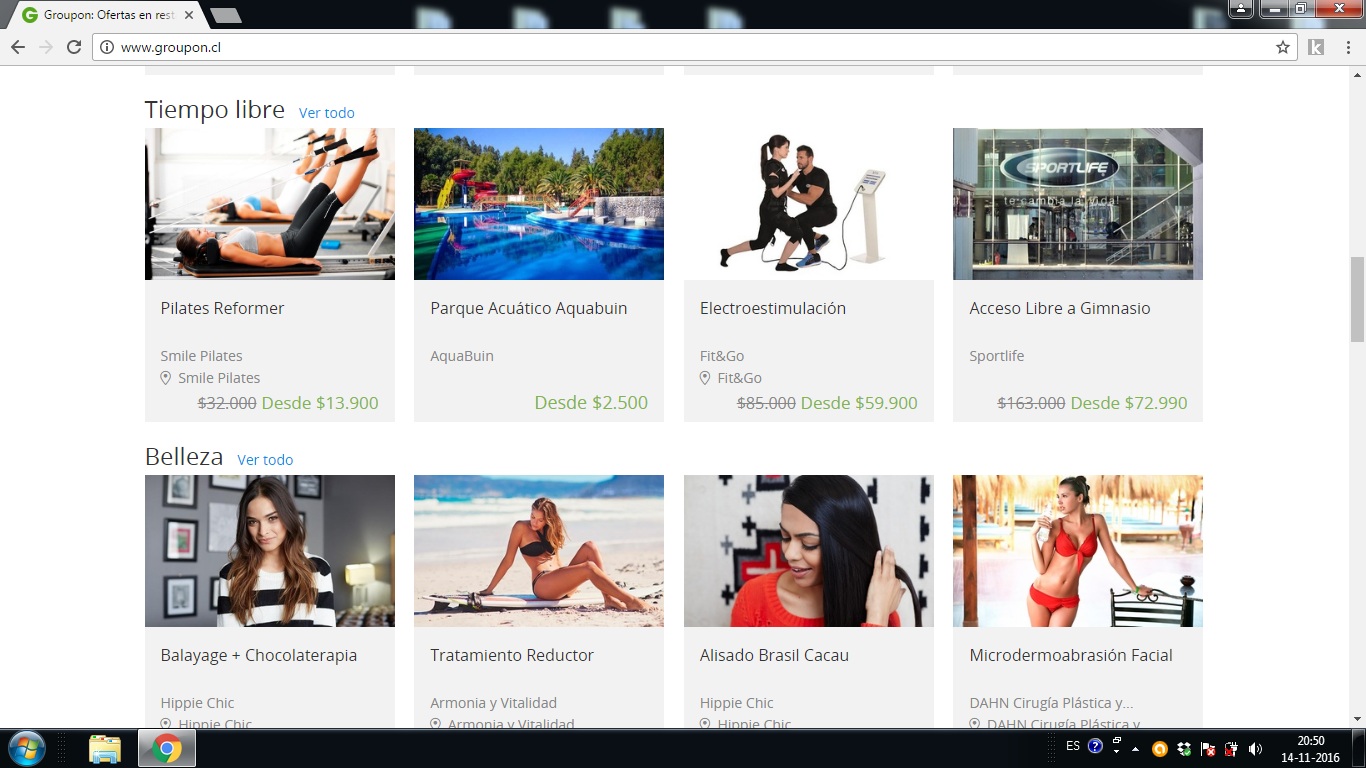 Groupon: Ofertas en rest
www.groupon.cl
Tiempo libre Ver todo
SPORTLIFE
te cambia la vida!
Pilates Reformer
Parque Acuático Aquabuin
Electroestimulación
Acceso Libre a Gimnasio
Smile Pilates
AquaBuin
Fit&Go
Sportlife
Smile Pilates
Fit&Go
$32.000 Desde $13.900
Desde $2.500
$85.000 Desde $59.900
$163.000 Desde $72.990
Belleza Ver todo
Balayage + Chocolaterapia
Tratamiento Reductor
Alisado Brasil Cacau
Microdermoabrasión Facial
Hippie Chic
Armonia y Vitalidad
Hippie Chic
DAHN Cirugía Plástica y...
Hippie Chic
Armonia y Vitalidad
Hippie Chic
DAHN Cirugía Plástica y
ES
20:50
14-11-2016